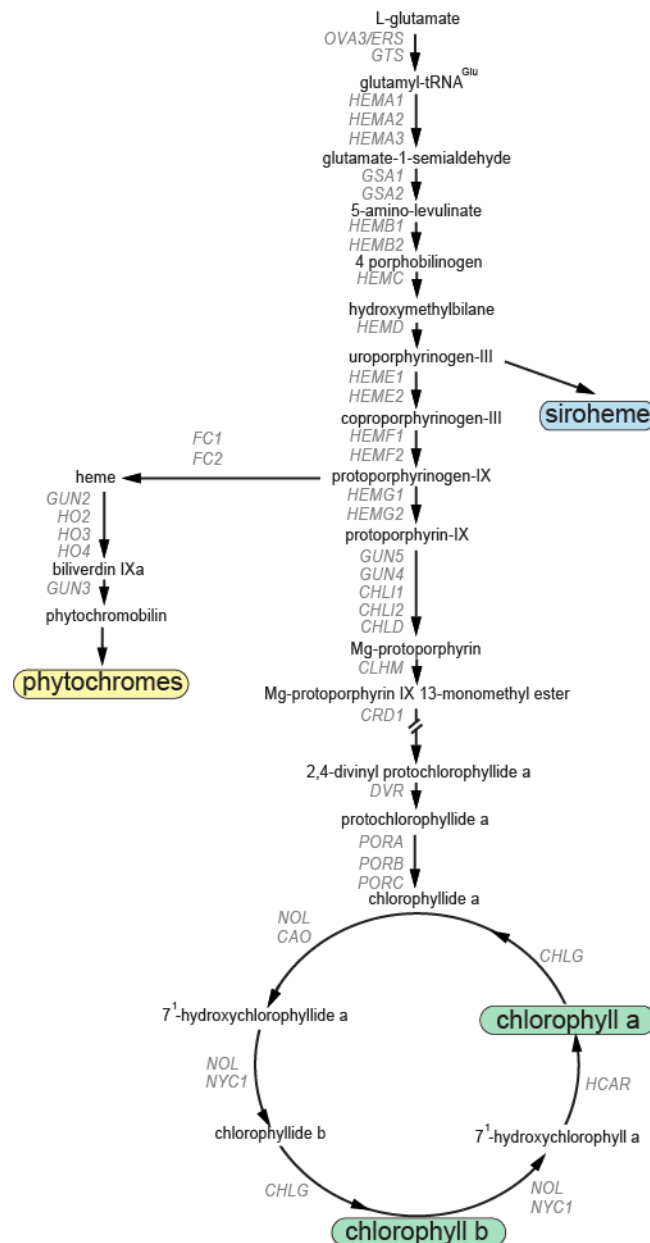 L-glutamate
OVA3/ERS
GTS
glutamyl-tRNA^Glu
HEMA1
HEMA2
HEMA3
glutamate-1-semialdehyde
GSA1
GSA2
5-amino-levulinate
HEMB1
HEMB2
4 porphobilinogen
HEMC
hydroxymethylbilane
HEMD
uroporphyrinogen-III
HEME1
HEME2
siroheme
coproporphyrinogen-III
HEMF1
HEMF2
FC1
FC2
heme
protoporphyrinogen-IX
GUN2
HO2
HO3
HO4
biliverdin IXa
GUN3
phytochromobilin
phytochromes
HEMG1
HEMG2
protoporphyrin-IX
GUN5
GUN4
CHLI1
CHLI2
CHLD
Mg-protoporphyrin
CLHM
Mg-protoporphyrin IX 13-monomethyl ester
CRD1
2,4-divinyl protochlorophyllide a
DVR
protochlorophyllide a
PORA
PORB
PORC
chlorophyllide a
NOL
CAO
CHLG
7¹-hydroxychlorophyllide a
chlorophyll a
NOL
NYC1
HCAR
chlorophyllide b
7¹-hydroxychlorophyll a
CHLG
NOL
NYC1
chlorophyll b